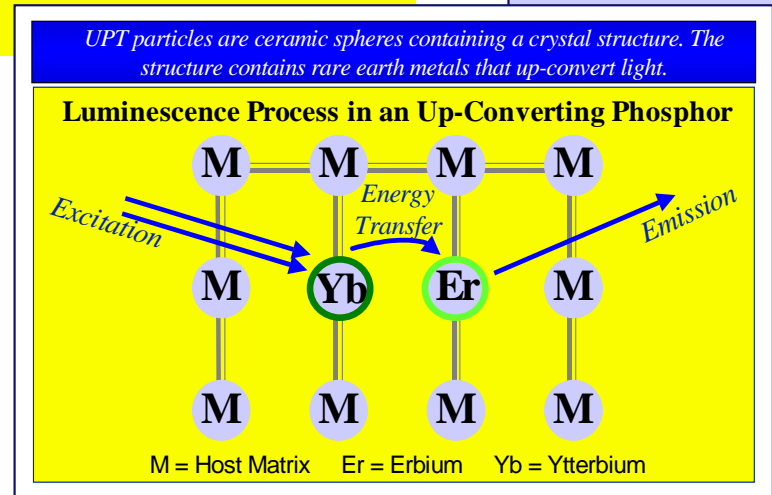 UPT particles are ceramic spheres containing a crystal structure. The
structure contains rare earth metals that up-convert light.
Luminescence Process in an Up-Converting Phosphor
M M M M
Energy
Transfer
Excitation
Emission
M Yb Er M
M M M M
M = Host Matrix Er = Erbium Yb = Ytterbium